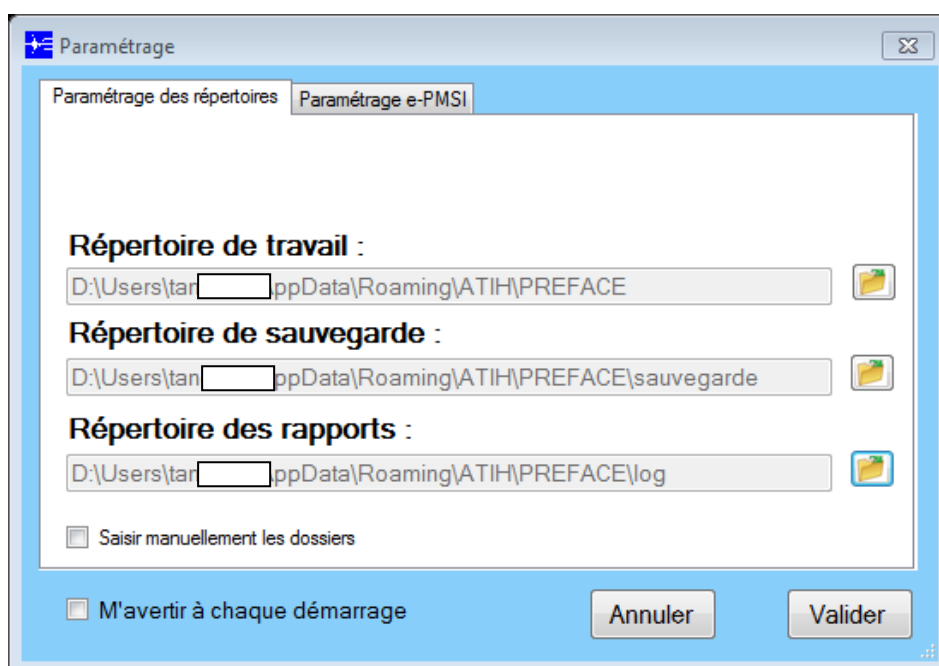 Paramétrage
Paramétrage des répertoires Paramétrage e-PMSI
Répertoire de travail :
D:\Users\tan ppData\Roaming\ATIH\PREFACE
Répertoire de sauvegarde :
D:\Users\tan ppData\Roaming\ATIH\PREFACE\sauvegarde
Répertoire des rapports :
D:\Users\tan ppData\Roaming\ATIH\PREFACE\log
Saisir manuellement les dossiers
M'avertir à chaque démarrage Annuler Valider